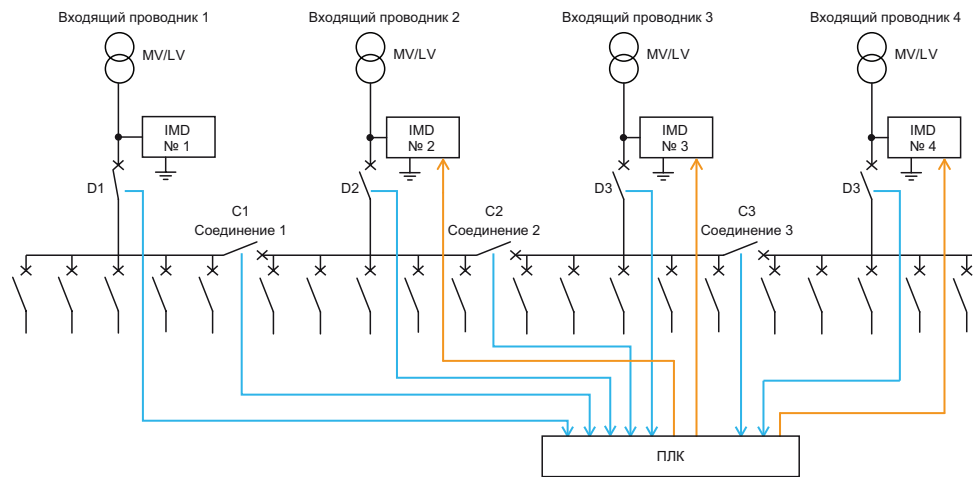 Входящий проводник 1
Входящий проводник 2
Входящий проводник 3
Входящий проводник 4
MV/LV
MV/LV
MV/LV
MV/LV
IMD
№ 1
IMD
№ 2
IMD
№ 3
IMD
№ 4
D1
D2
D3
D3
C1
Соединение 1
C2
Соединение 2
C3
Соединение 3
ПЛК